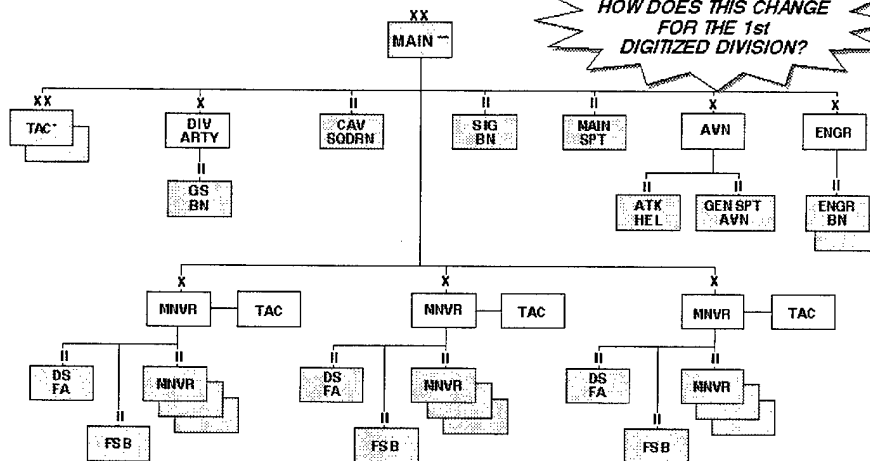 HOW DOES THIS CHANGE
FOR THE 1st
DIGITIZED DIVISION?
XX
MAIN
XX
TAC
X
DIV
ARTY
II
CAV
SQDRN
II
SIG
BN
II
MAIN
SPT
X
AVN
X
ENGR
II
GS
BN
II
ATK
HEL
II
GEN SPT
AVN
II
ENGR
BN
X
MNVR
TAC
X
MNVR
TAC
X
MNVR
TAC
II
DS
FA
II
MNVR
II
FSB
II
DS
FA
II
MNVR
II
FSB
II
DS
FA
II
MNVR
II
FSB